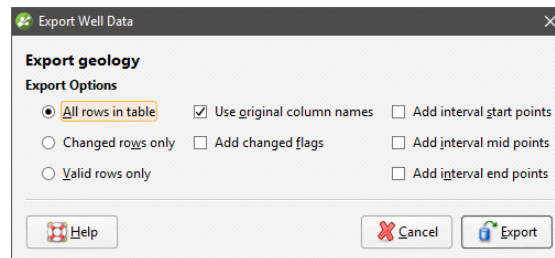 Export Well Data
Export geology
Export Options
All rows in table Use original column names Add interval start points
Changed rows only Add changed flags Add interval mid points
Valid rows only Add interval end points
Help Cancel Export